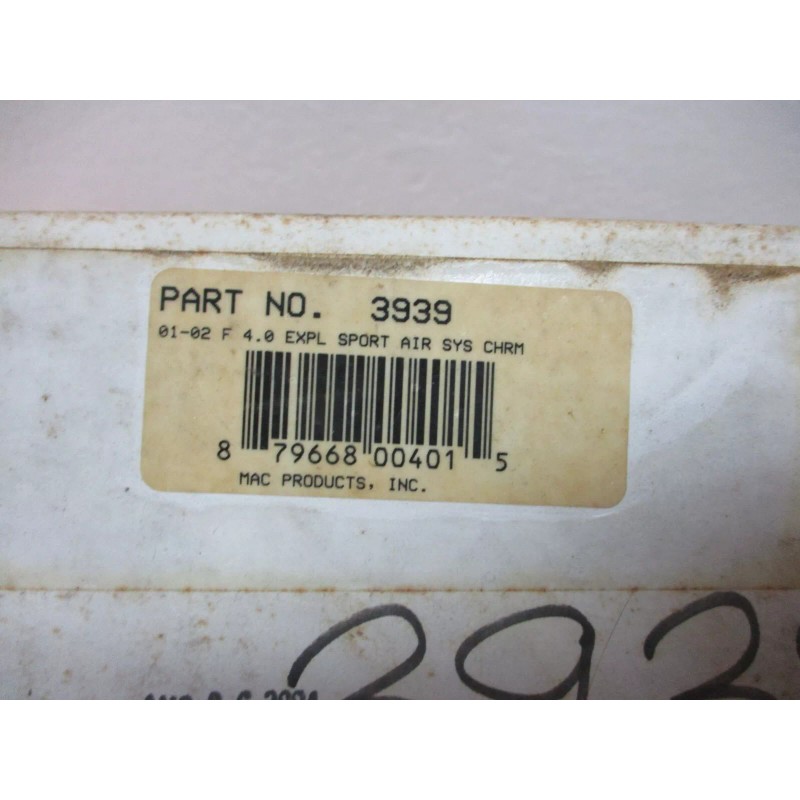 PART NO. 3939
01-02 F 4.0 EXPL SPORT AIR SYS CHRM
8 79668 00401 5
MAC PRODUCTS, INC.
393